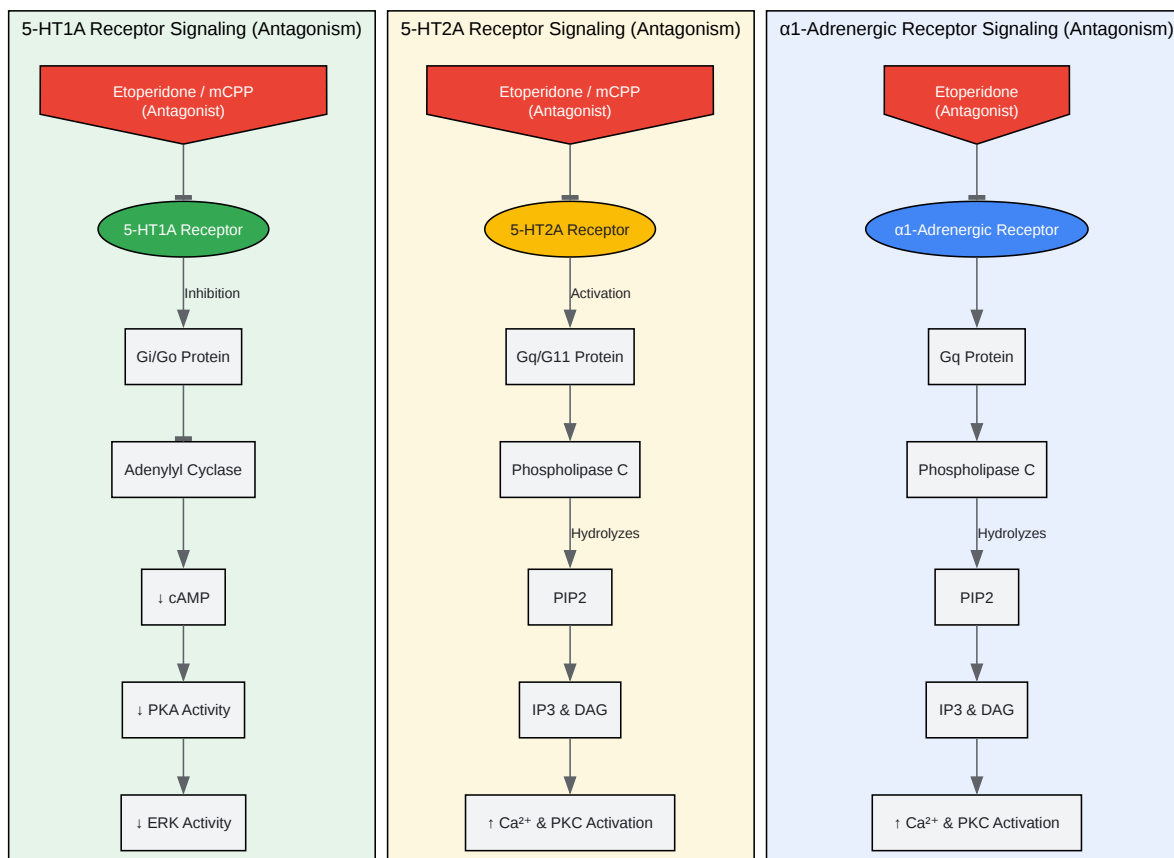 5-HT1A Receptor Signaling (Antagonism)
Etoperidone / mCPP
(Antagonist)
5-HT1A Receptor
Inhibition
Gi/Go Protein
Adenylyl Cyclase
↓ cAMP
↓ PKA Activity
↓ ERK Activity
5-HT2A Receptor Signaling (Antagonism)
Etoperidone / mCPP
(Antagonist)
5-HT2A Receptor
Activation
Gq/G11 Protein
Phospholipase C
Hydrolyzes
PIP2
IP3 & DAG
↑ Ca²⁺ & PKC Activation
α1-Adrenergic Receptor Signaling (Antagonism)
Etoperidone
(Antagonist)
α1-Adrenergic Receptor
Gq Protein
Phospholipase C
Hydrolyzes
PIP2
IP3 & DAG
↑ Ca²⁺ & PKC Activation